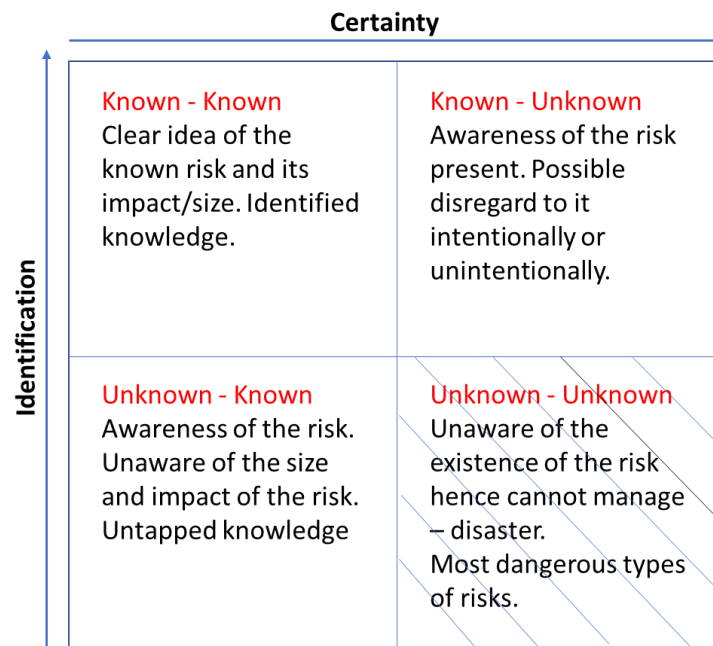 Certainty
Identification
Known - Known
Clear idea of the
known risk and its
impact/size. Identified
knowledge.
Known - Unknown
Awareness of the risk
present. Possible
disregard to it
intentionally or
unintentionally.
Unknown - Known
Awareness of the risk.
Unaware of the size
and impact of the risk.
Untapped knowledge
Unknown - Unknown
Unaware of the
existence of the risk
hence cannot manage
– disaster.
Most dangerous types
of risks.